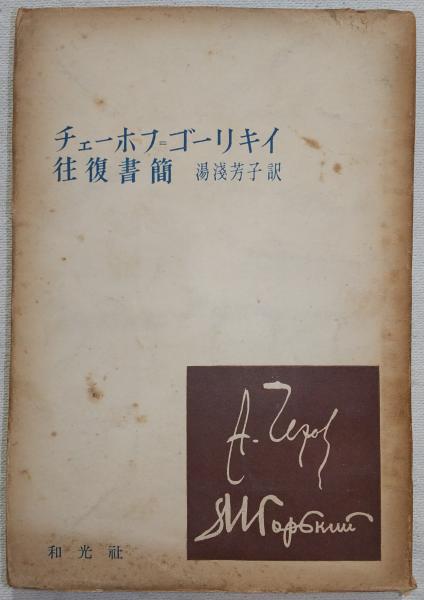 チェーホフ=ゴーリキイ
往復書簡 湯淺芳子訳
А. Чехов
М Горький
和光社